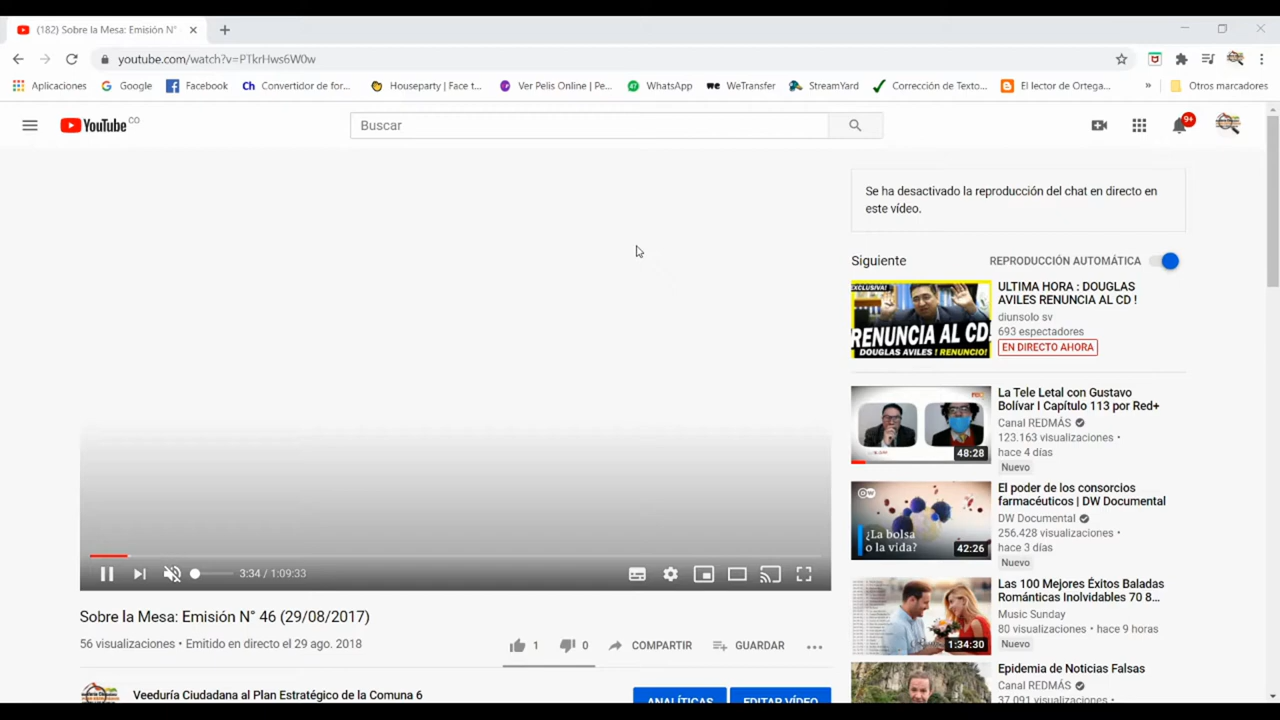 (182) Sobre la Mesa: Emisión N°
youtube.com/watch?v=PTkrHws6W0w
Aplicaciones Google Facebook Ch Convertidor de for... Houseparty | Face t... Ver Pelis Online | Pe... WhatsApp we WeTransfer StreamYard Corrección de Texto... El lector de Ortega... » Otros marcadores
YouTube CO
Buscar
9+
Se ha desactivado la reproducción del chat en directo en
este vídeo.
Siguiente REPRODUCCIÓN AUTOMÁTICA
EXCLUSIVA!
RENUNCIA AL CD!
DOUGLAS AVILES ! RENUNCIO!
ULTIMA HORA : DOUGLAS
AVILES RENUNCIA AL CD !
diunsolo sv
693 espectadores
EN DIRECTO AHORA
48:28
La Tele Letal con Gustavo
Bolívar I Capítulo 113 por Red+
Canal REDMÁS
123.163 visualizaciones •
hace 4 días
Nuevo
DW
¿La bolsa
o la vida?
42:26
El poder de los consorcios
farmacéuticos | DW Documental
DW Documental
256.428 visualizaciones •
hace 3 días
Nuevo
1:34:30
Las 100 Mejores Éxitos Baladas
Románticas Inolvidables 70 8...
Music Sunday
80 visualizaciones • hace 9 horas
Nuevo
Epidemia de Noticias Falsas
Canal REDMÁS
37.091 visualizaciones •
3:34 / 1:09:33
Sobre la Mesa: Emisión N° 46 (29/08/2017)
56 visualizaciones • Emitido en directo el 29 ago. 2018
1 0 COMPARTIR GUARDAR ...
Veeduría Ciudadana al Plan Estratégico de la Comuna 6
ANALÍTICAS EDITAR VÍDEO